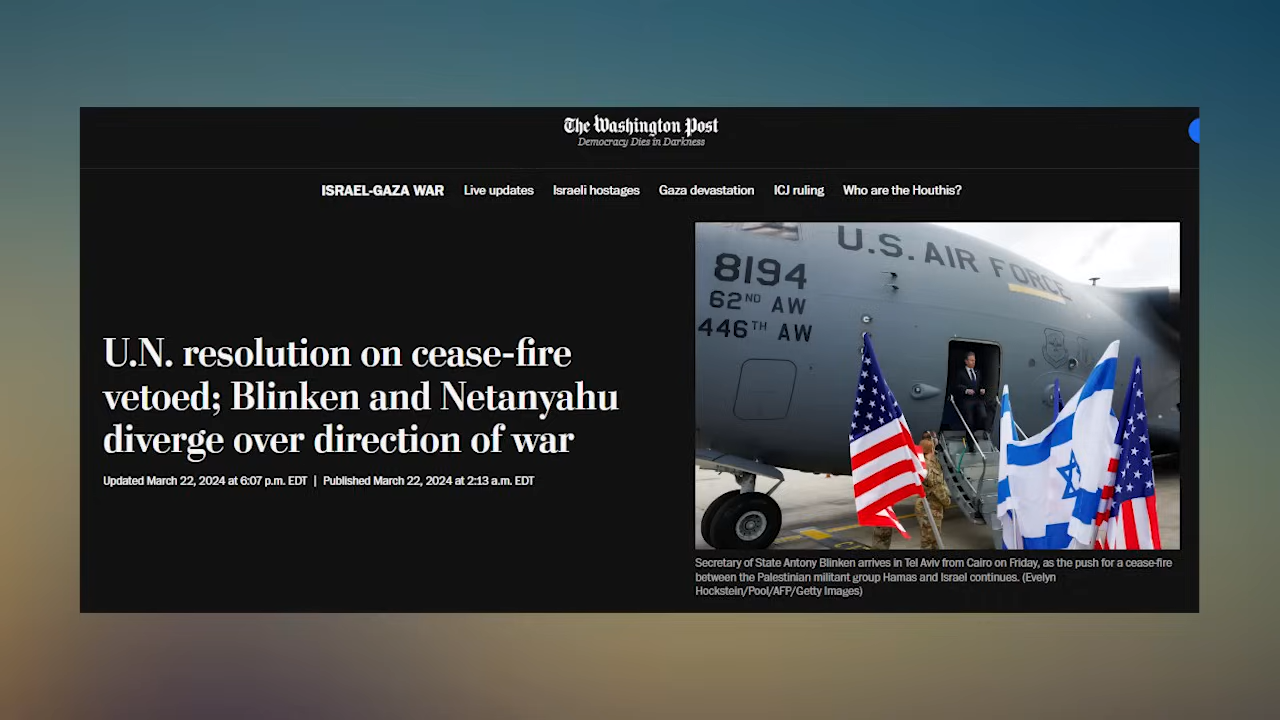 The Washington Post
Democracy Dies in Darkness
ISRAEL-GAZA WAR Live updates Israeli hostages Gaza devastation ICJ ruling Who are the Houthis?
U.S. AIR FORCE
8194
62ND AW
446TH AW
U.N. resolution on cease-fire
vetoed; Blinken and Netanyahu
diverge over direction of war
Updated March 22, 2024 at 6:07 p.m. EDT | Published March 22, 2024 at 2:13 a.m. EDT
Secretary of State Antony Blinken arrives in Tel Aviv from Cairo on Friday, as the push for a cease-fire
between the Palestinian militant group Hamas and Israel continues. (Evelyn
Hockstein/Pool/AFP/Getty Images)